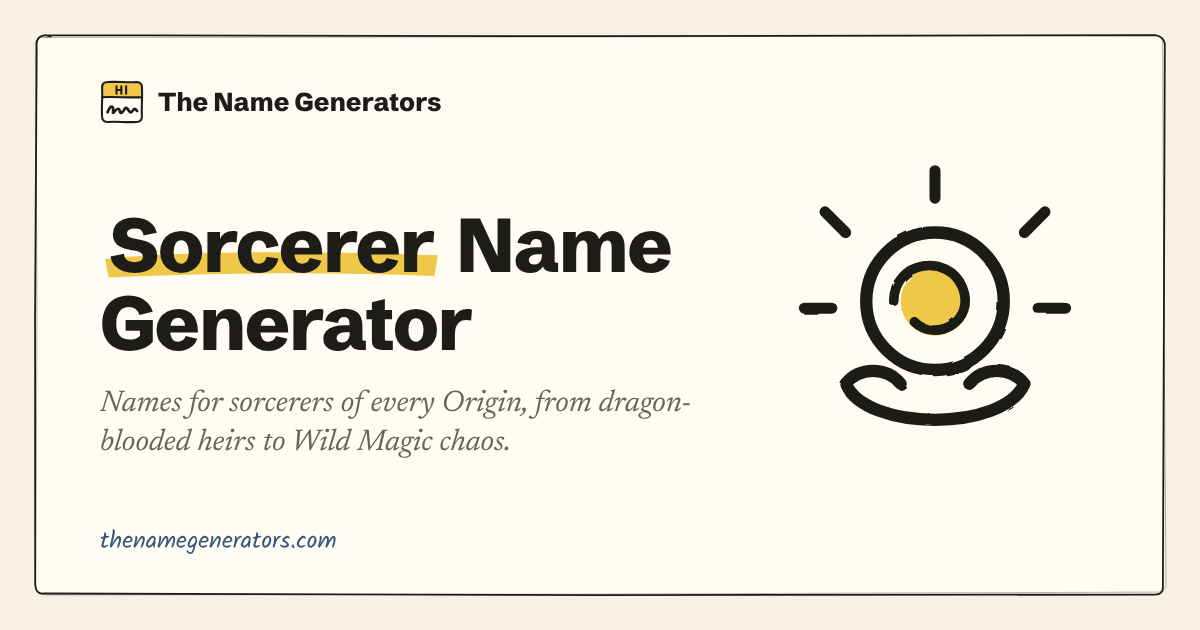 HI
The Name Generators
Sorcerer Name
Generator
Names for sorcerers of every Origin, from dragon-
blooded heirs to Wild Magic chaos.
thenamegenerators.com